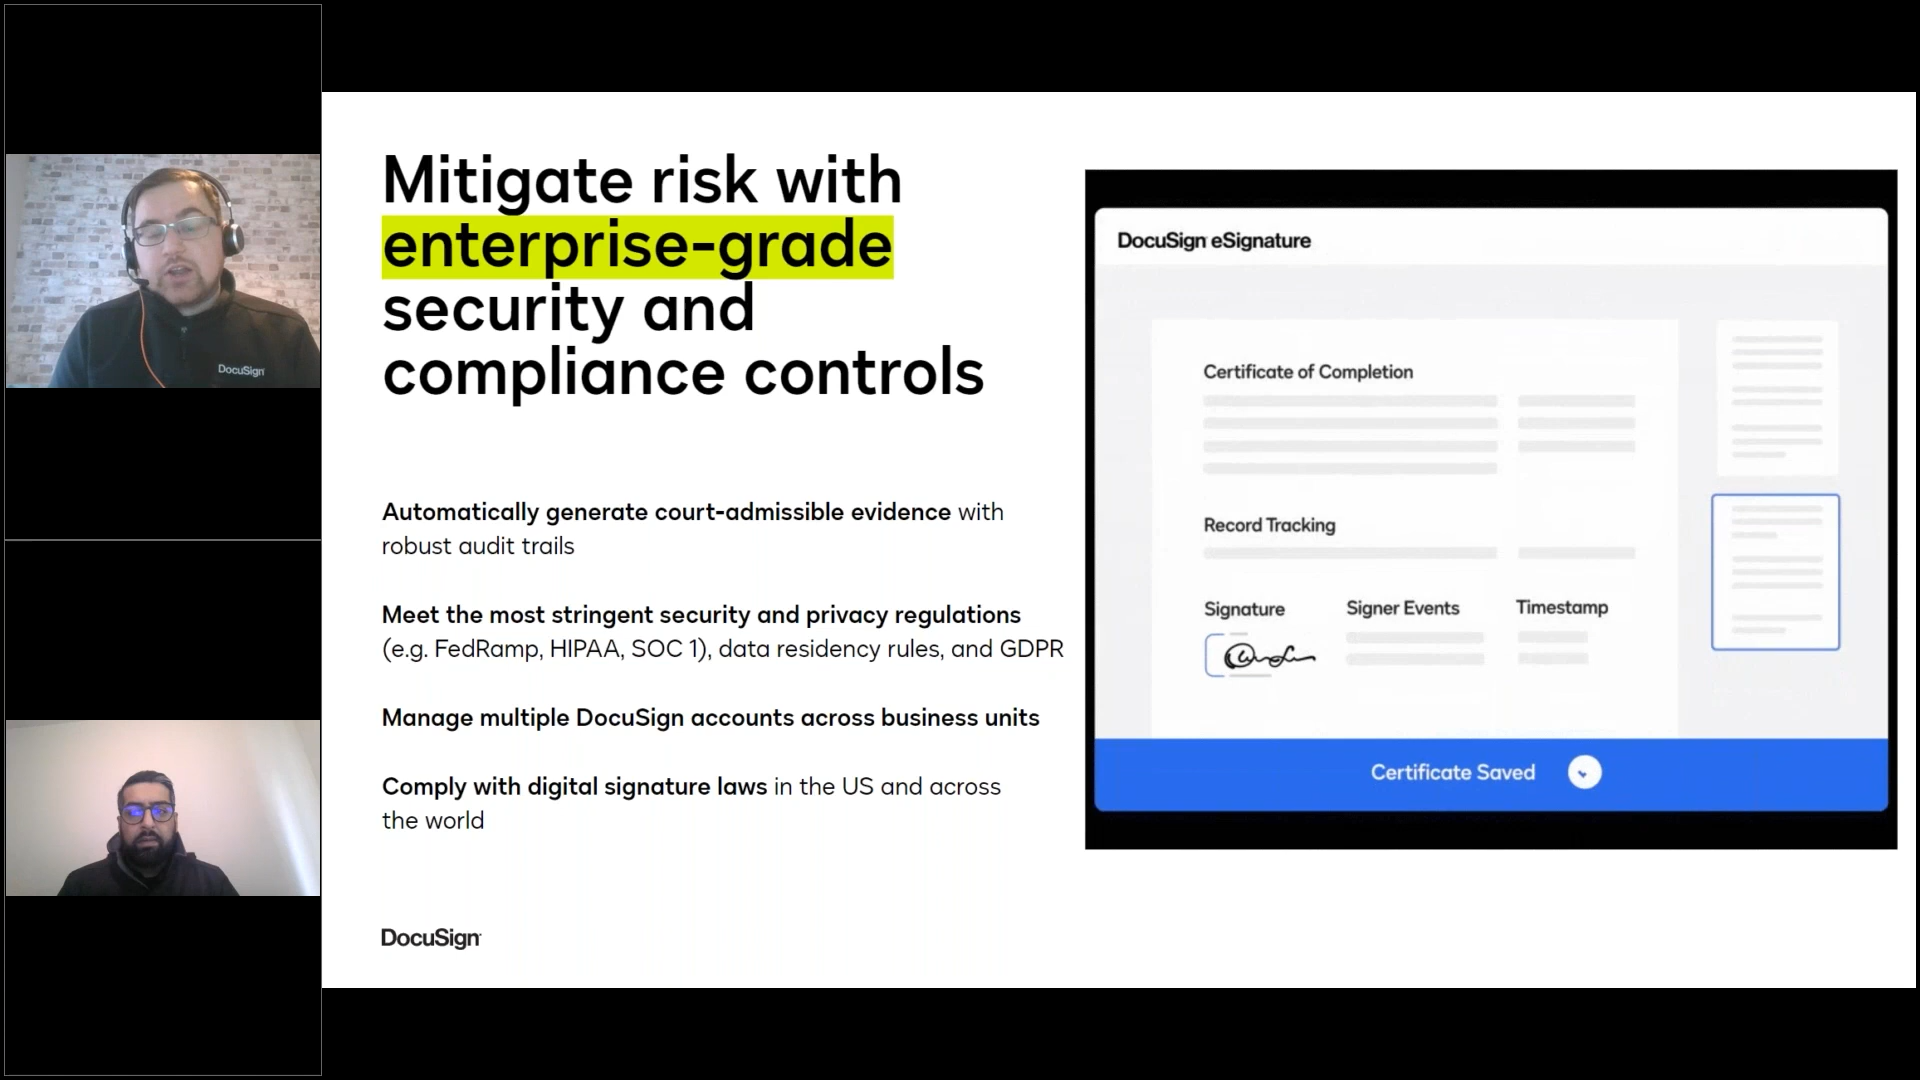 Mitigate risk with
enterprise-grade
security and
compliance controls
Automatically generate court-admissible evidence with
robust audit trails
Meet the most stringent security and privacy regulations
(e.g. FedRamp, HIPAA, SOC 1), data residency rules, and GDPR
Manage multiple DocuSign accounts across business units
Comply with digital signature laws in the US and across
the world
DocuSign
DocuSign eSignature
Certificate of Completion
Record Tracking
Signature Signer Events Timestamp
Certificate Saved
DocuSign